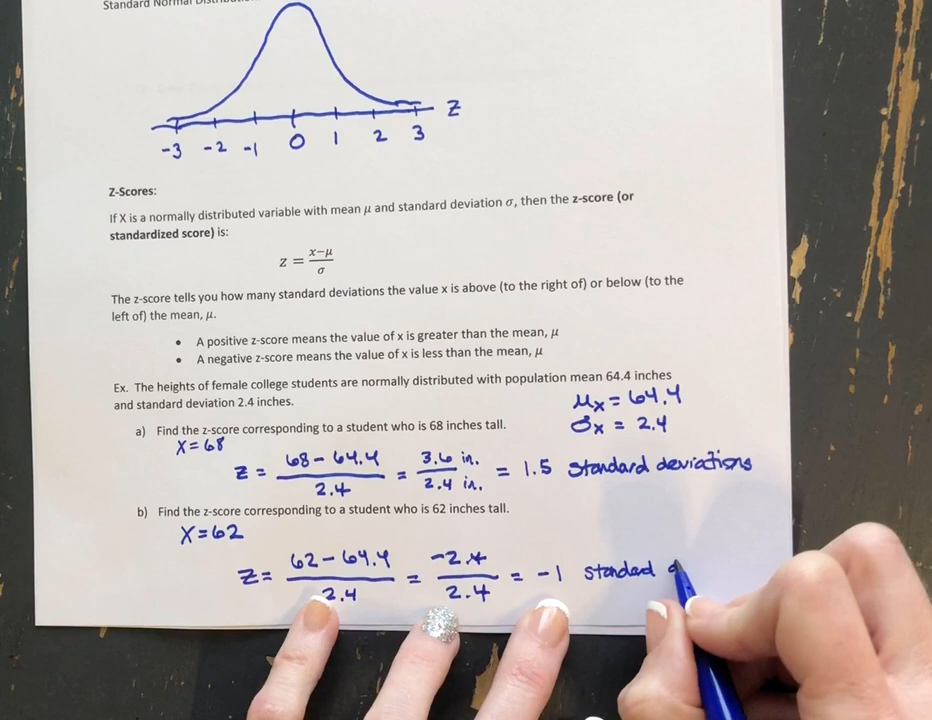 Standard Normal Distribution
Z
-3 -2 -1 0 1 2 3
Z-Scores:
If X is a normally distributed variable with mean μ and standard deviation σ, then the z-score (or
standardized score) is:
z = x−μ / σ
The z-score tells you how many standard deviations the value x is above (to the right of) or below (to the
left of) the mean, μ.
• A positive z-score means the value of x is greater than the mean, μ
• A negative z-score means the value of x is less than the mean, μ
Ex. The heights of female college students are normally distributed with population mean 64.4 inches
and standard deviation 2.4 inches.
μx = 64.4
σx = 2.4
a) Find the z-score corresponding to a student who is 68 inches tall.
X=68
z = 68-64.4 / 2.4 = 3.6 in. / 2.4 in. = 1.5 standard deviations
b) Find the z-score corresponding to a student who is 62 inches tall.
X=62
z = 62-64.4 / 2.4 = -2.4 / 2.4 = -1 standard